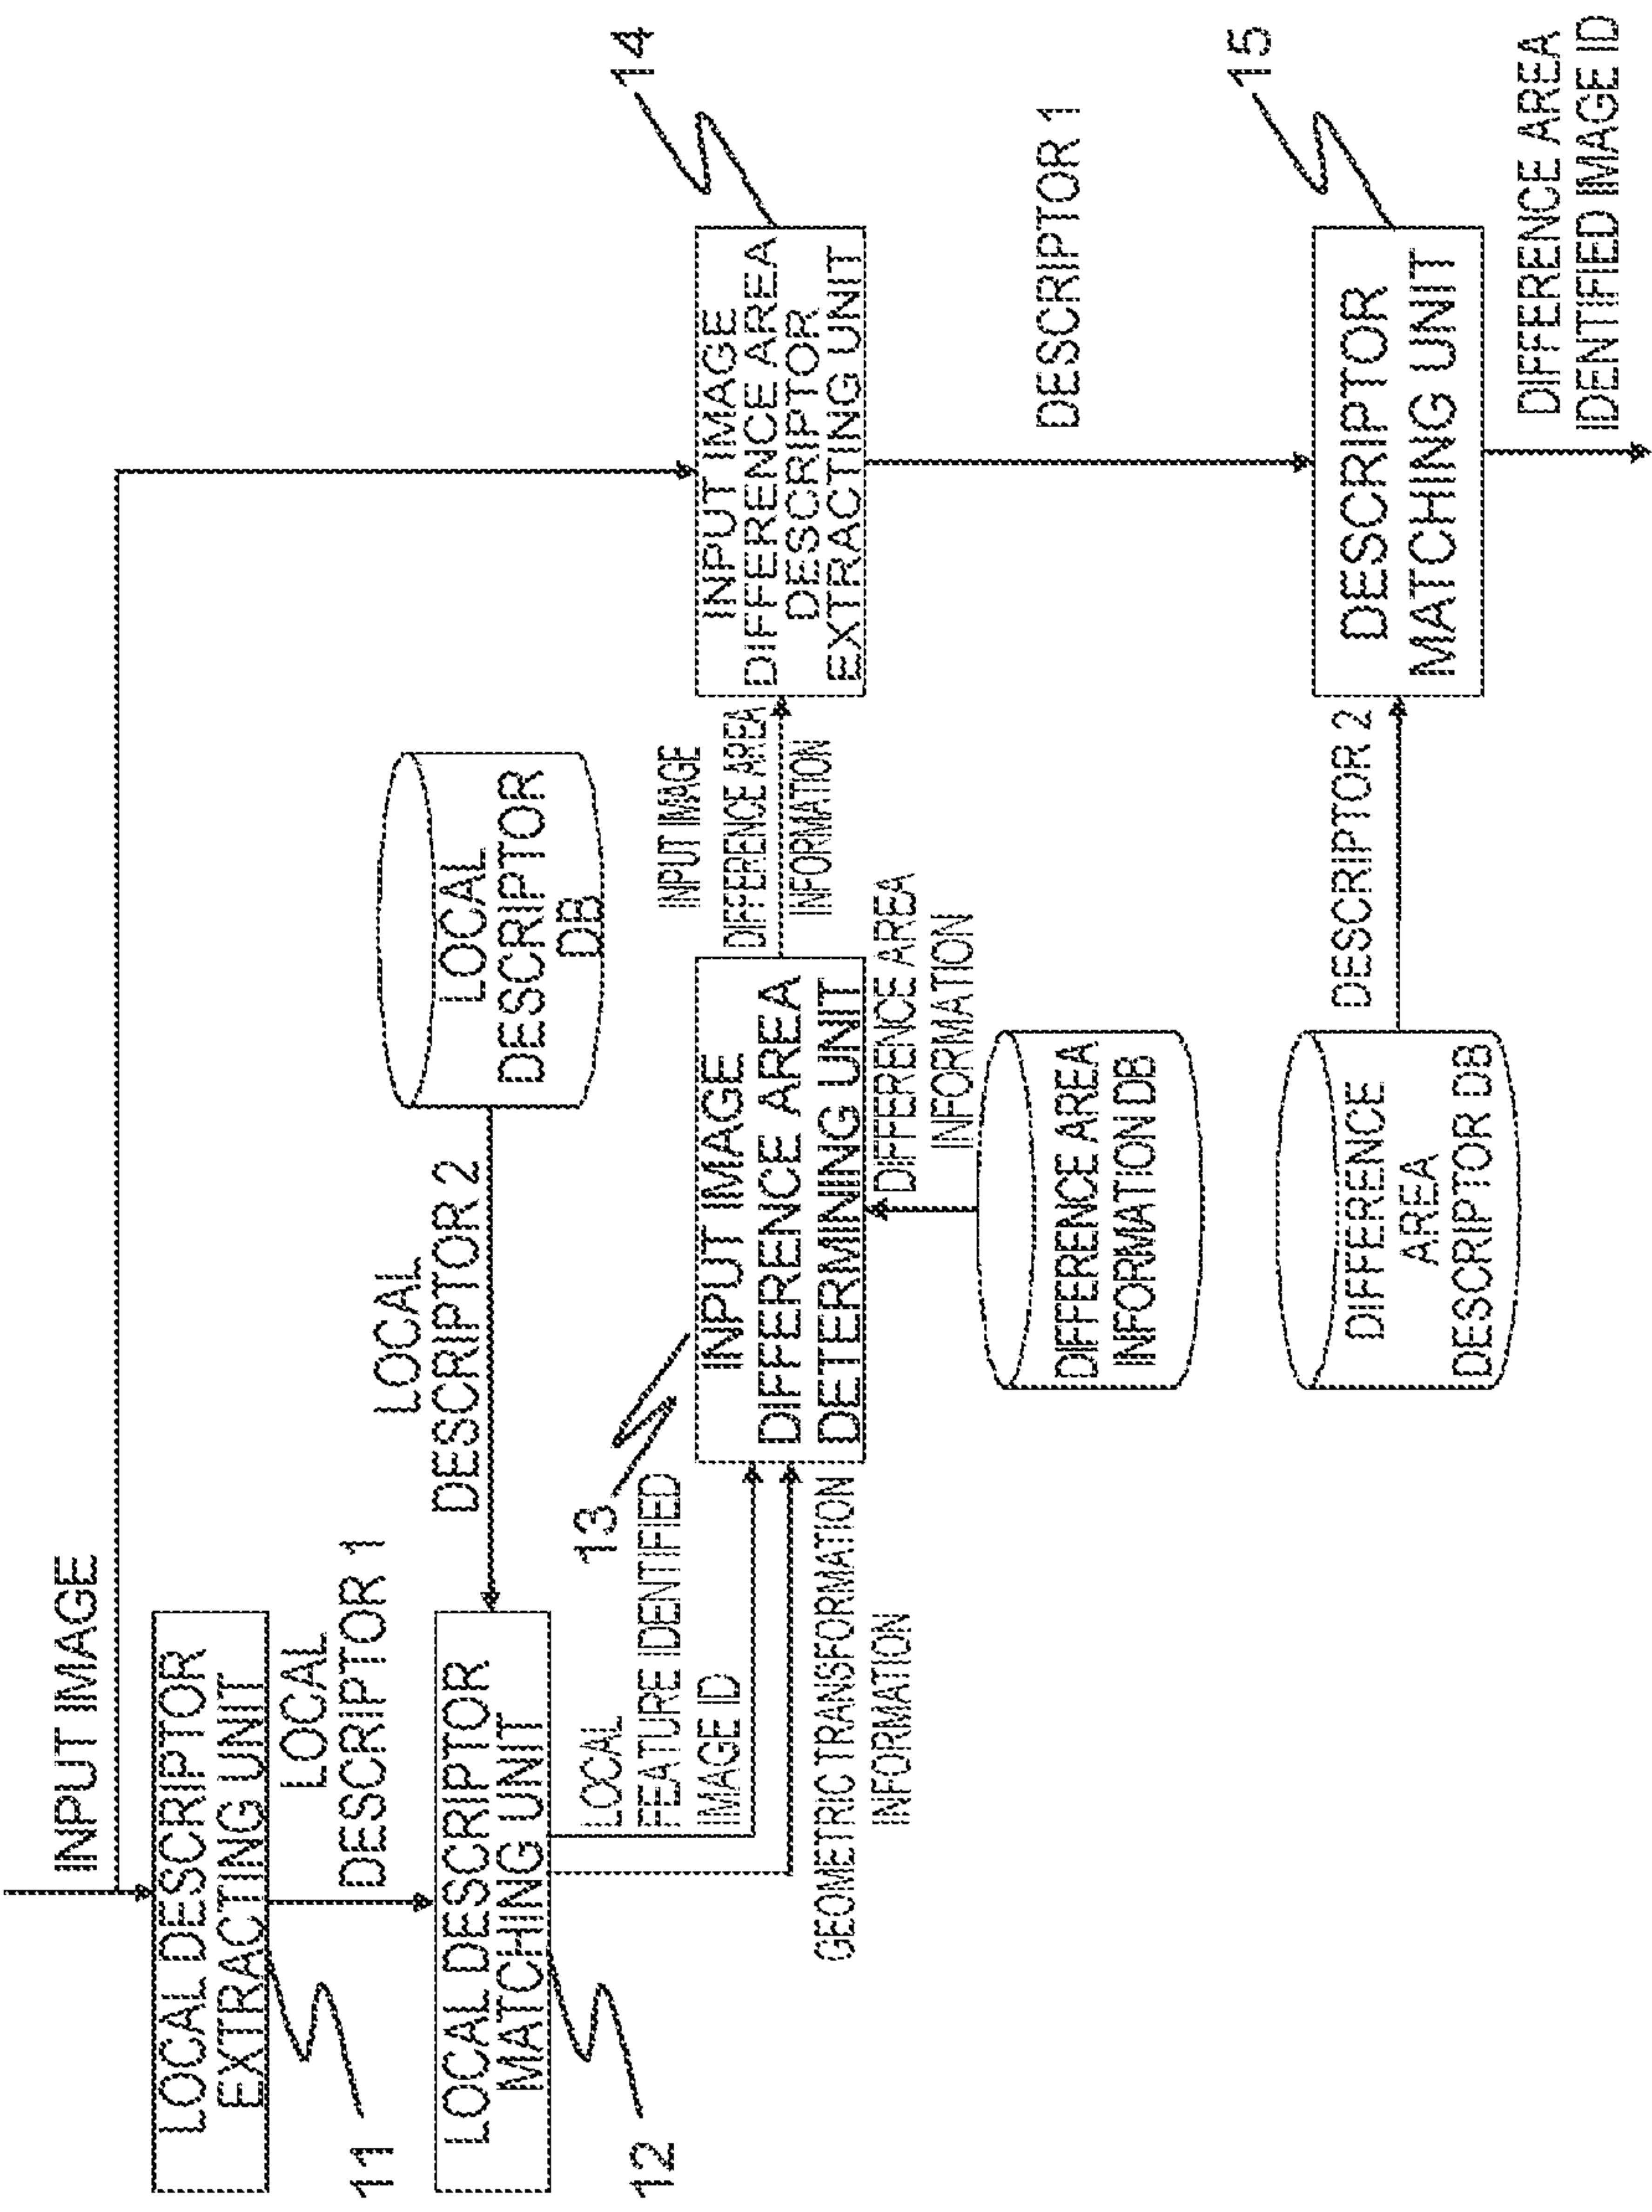 INPUT IMAGE
LOCAL DESCRIPTOR
EXTRACTING UNIT
11
LOCAL
DESCRIPTOR 1
LOCAL DESCRIPTOR
MATCHING UNIT
12
LOCAL
DESCRIPTOR 2
LOCAL
DESCRIPTOR
DB
LOCAL
FEATURE IDENTIFIED
IMAGE ID
GEOMETRIC TRANSFORMATION
INFORMATION
13
INPUT IMAGE
DIFFERENCE AREA
DETERMINING UNIT
DIFFERENCE AREA
INFORMATION
DIFFERENCE AREA
INFORMATION DB
INPUT IMAGE
DIFFERENCE AREA
INFORMATION
INPUT IMAGE
DIFFERENCE AREA
DESCRIPTOR
EXTRACTING UNIT
14
DESCRIPTOR 1
DIFFERENCE
AREA
DESCRIPTOR DB
DESCRIPTOR 2
DESCRIPTOR
MATCHING UNIT
15
DIFFERENCE AREA
IDENTIFIED IMAGE ID